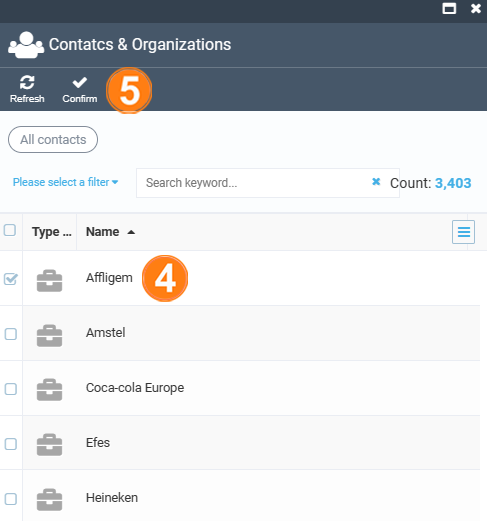 Contatcs & Organizations
Refresh Confirm 5
All contacts
Please select a filter Search keyword... Count: 3,403
Type ... Name
Affligem 4
Amstel
Coca-cola Europe
Efes
Heineken